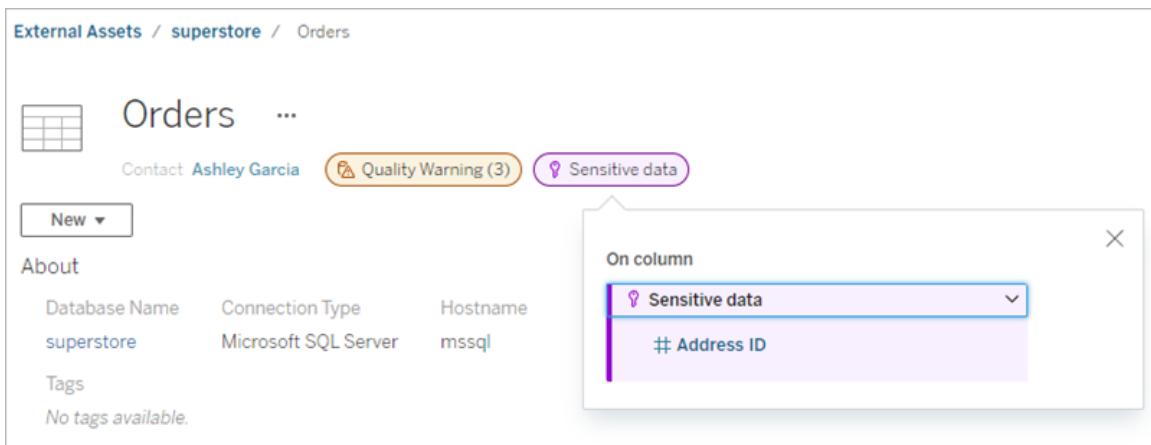 External Assets / superstore / Orders
Orders ...
Contact Ashley Garcia Quality Warning (3) Sensitive data
New
About
Database Name Connection Type Hostname
superstore Microsoft SQL Server mssql
Tags
No tags available.
On column
Sensitive data
Address ID